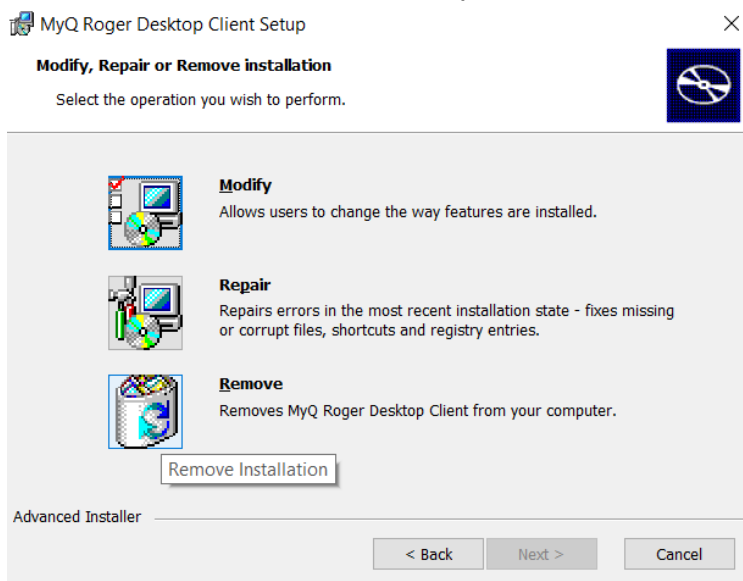 MyQ Roger Desktop Client Setup
Modify, Repair or Remove installation
Select the operation you wish to perform.
Modify
Allows users to change the way features are installed.
Repair
Repairs errors in the most recent installation state - fixes missing
or corrupt files, shortcuts and registry entries.
Remove
Removes MyQ Roger Desktop Client from your computer.
Remove Installation
Advanced Installer
< Back
Next >
Cancel